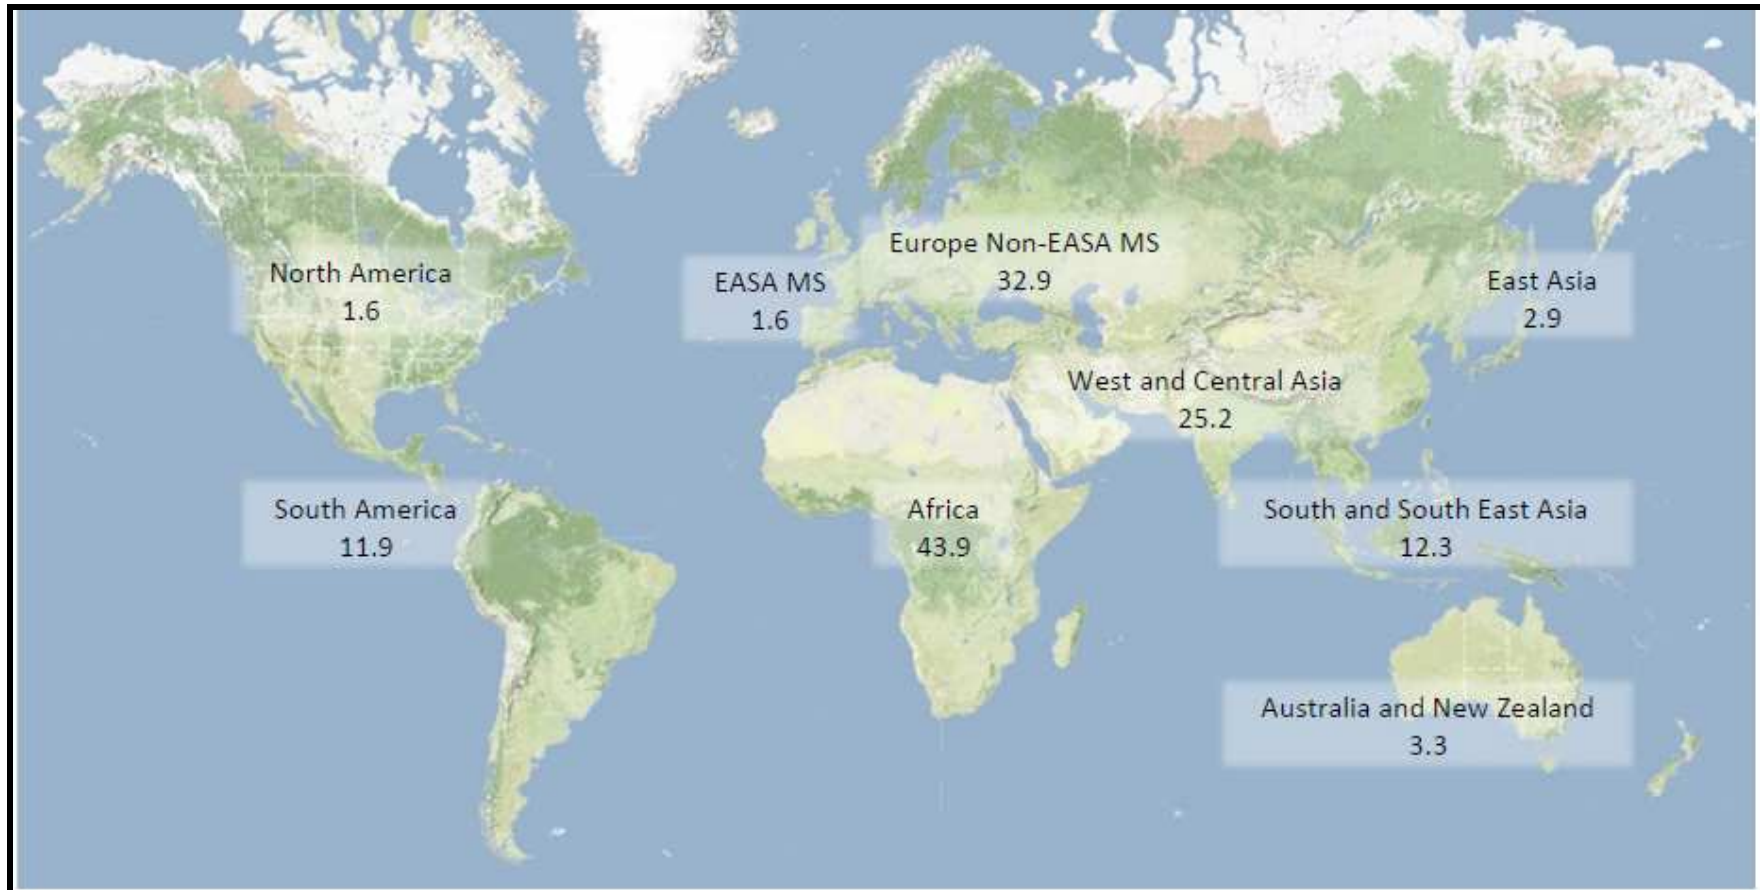 Europe Non-EASA MS
32.9
North America
1.6
EASA MS
1.6
East Asia
2.9
West and Central Asia
25.2
South America
11.9
Africa
43.9
South and South East Asia
12.3
Australia and New Zealand
3.3